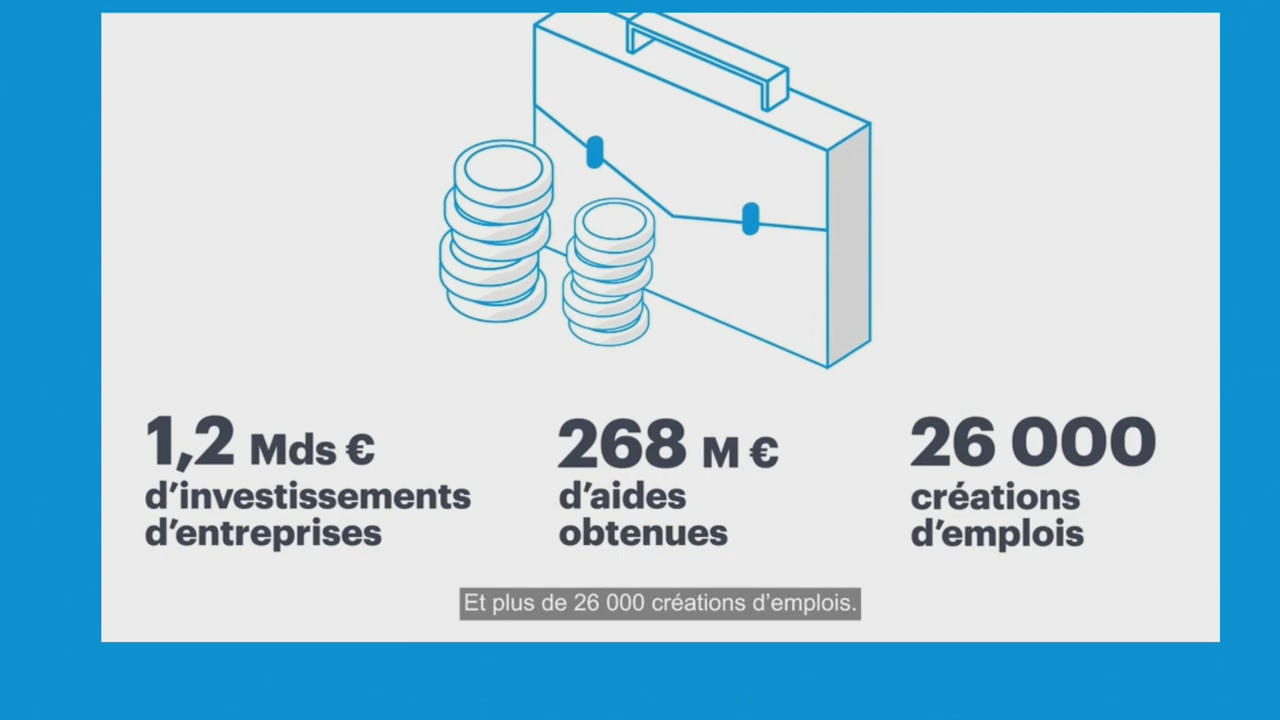 1,2 Mds €
d’investissements
d’entreprises
268 M €
d’aides
obtenues
26 000
créations
d’emplois
Et plus de 26 000 créations d’emplois.